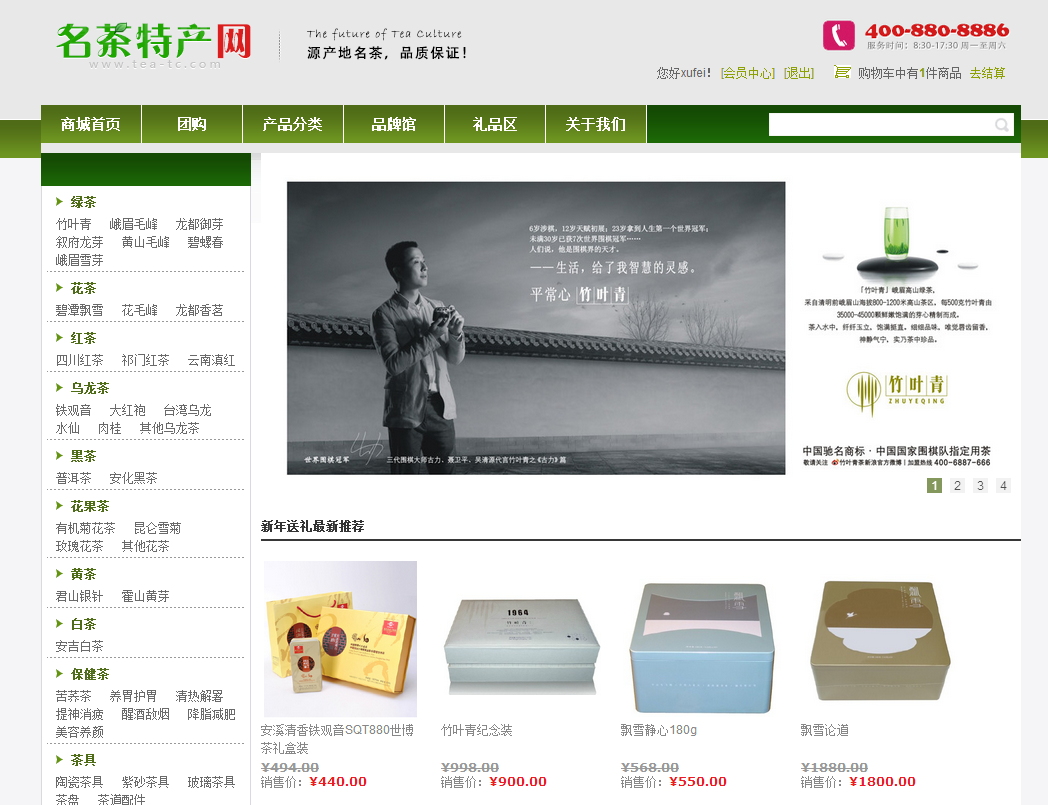 名茶特产网
www.tea-tc.com
The future of Tea Culture
源产地名茶，品质保证！
400-880-8886
服务时间：8:30-17:30 周一至周六
您好xufei！ [会员中心] [退出] 购物车中有1件商品 去结算
商城首页 团购 产品分类 品牌馆 礼品区 关于我们
绿茶
竹叶青 峨眉毛峰 龙都御芽
叙府龙芽 黄山毛峰 碧螺春
峨眉雪芽
花茶
碧潭飘雪 花毛峰 龙都香茗
红茶
四川红茶 祁门红茶 云南滇红
乌龙茶
铁观音 大红袍 台湾乌龙
水仙 肉桂 其他乌龙茶
黑茶
普洱茶 安化黑茶
花果茶
有机菊花茶 昆仑雪菊
玫瑰花茶 其他花茶
黄茶
君山银针 霍山黄芽
白茶
安吉白茶
保健茶
苦荞茶 养胃护胃 清热解暑
提神消疲 醒酒敌烟 降脂减肥
美容养颜
茶具
陶瓷茶具 紫砂茶具 玻璃茶具
茶盘 茶道配件
6岁涉棋，12岁天赋初展；23岁拿到人生第一个世界冠军；
未满30岁已获7次世界围棋冠军……
人们说，他是围棋界的天才。
——生活，给了我智慧的灵感。
平常心 竹叶青
世界围棋冠军
三代围棋大师古力、聂卫平、吴清源代言竹叶青之《古力》篇
「竹叶青」峨眉高山绿茶，
采自清明前峨眉山海拔800-1200米高山茶区，每500克竹叶青由
35000-45000颗鲜嫩饱满的芽心精制而成。
茶入水中，纤纤玉立，饱满挺直，细细品味，唯觉唇齿留香，
神静气宁，实乃茶中珍品。
竹叶青
ZHUYEQING
中国驰名商标·中国国家围棋队指定用茶
敬请关注 竹叶青茶新浪官方微博 | 加盟热线 400-6887-666
1 2 3 4
新年送礼最新推荐
1964
竹叶青
飘雪
安溪清香铁观音SQT880世博
茶礼盒装
¥494.00
销售价：¥440.00
竹叶青纪念装
¥998.00
销售价：¥900.00
飘雪静心180g
¥568.00
销售价：¥550.00
飘雪论道
¥1880.00
销售价：¥1800.00